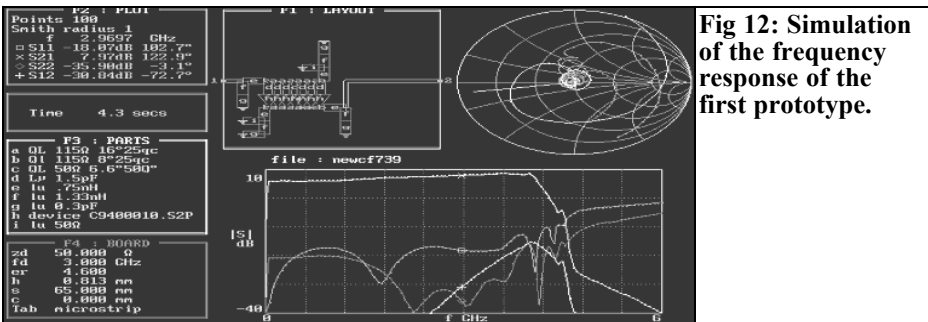 F2 : PLOT
Points 100
Smith radius 1
f 2.9697 GHz
□ S11 -18.07dB 102.7°
× S21 7.97dB 122.9°
◇ S22 -35.90dB -3.1°
+ S12 -30.84dB -72.7°
Time 4.3 secs
F3 : PARTS
a QL 115Ω 16°25qc
b Ql 115Ω 8°25qc
c QL 50Ω 6.6°50Q"
d Lµ 1.5pF
e lu .75nH
f lu 1.33nH
g lu 0.3pF
h device C9400010.S2P
i lu 50Ω
F4 : BOARD
zd 50.000 Ω
fd 3.000 GHz
er 4.600
h 0.813 mm
s 65.000 mm
c 0.000 mm
Tab microstrip
F1 : LAYOUT
1
2
file : newcf739
10
|S|
dB
-40
0
f GHz
6
Fig 12: Simulation
of the frequency
response of the
first prototype.